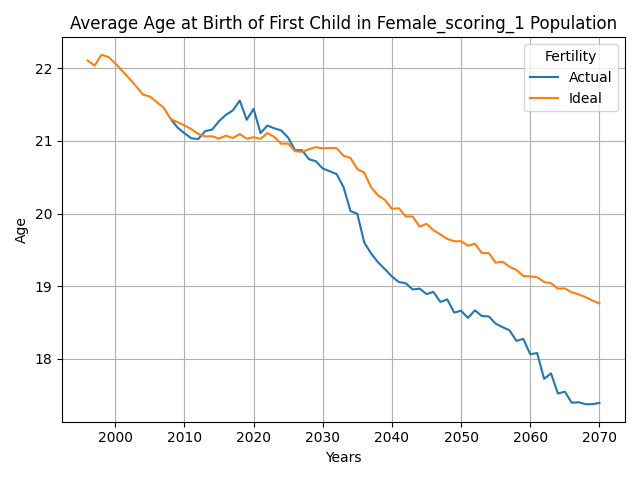 Average Age at Birth of First Child in Female_scoring_1 Population
Fertility
Actual
Ideal
Age
22
21
20
19
18
2000 2010 2020 2030 2040 2050 2060 2070
Years